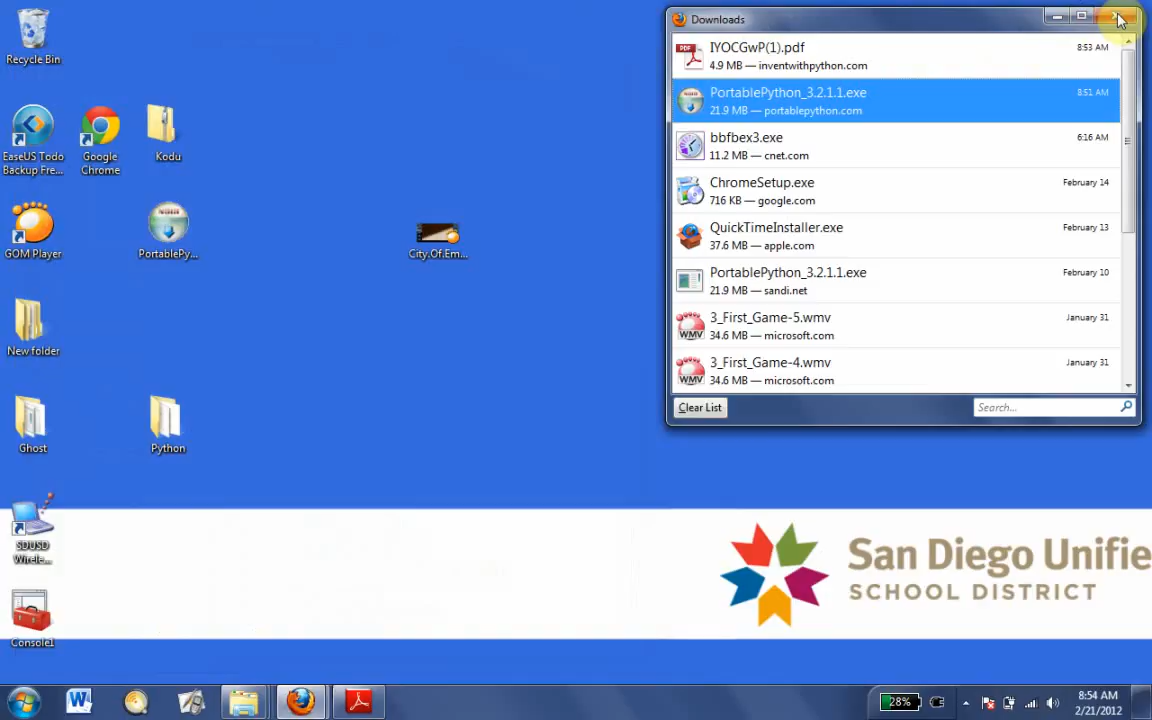 Recycle Bin
EaseUS Todo
Backup Fre...
Google
Chrome
Kodu
GOM Player
PortablePy...
City.Of.Em...
New folder
Ghost
Python
SDUSD
Wirele...
Console1
Downloads
PDF
IYOCGwP(1).pdf
8:53 AM
4.9 MB — inventwithpython.com
PortablePython_3.2.1.1.exe
8:51 AM
21.9 MB — portablepython.com
bbfbex3.exe
6:16 AM
11.2 MB — cnet.com
ChromeSetup.exe
February 14
716 KB — google.com
QuickTimeInstaller.exe
February 13
37.6 MB — apple.com
PortablePython_3.2.1.1.exe
February 10
21.9 MB — sandi.net
3_First_Game-5.wmv
January 31
WMV
34.6 MB — microsoft.com
3_First_Game-4.wmv
January 31
WMV
34.6 MB — microsoft.com
Clear List
Search...
San Diego Unifie
SCHOOL DISTRICT
28%
8:54 AM
2/21/2012